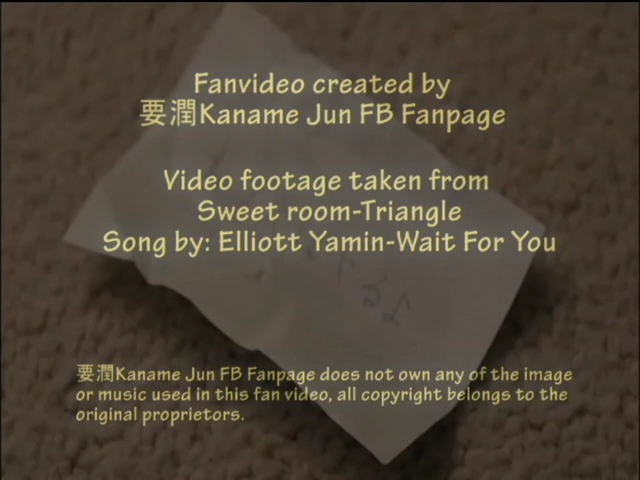 Fanvideo created by
要潤Kaname Jun FB Fanpage
Video footage taken from
Sweet room-Triangle
Song by: Elliott Yamin-Wait For You
要潤Kaname Jun FB Fanpage does not own any of the image
or music used in this fan video, all copyright belongs to the
original proprietors.